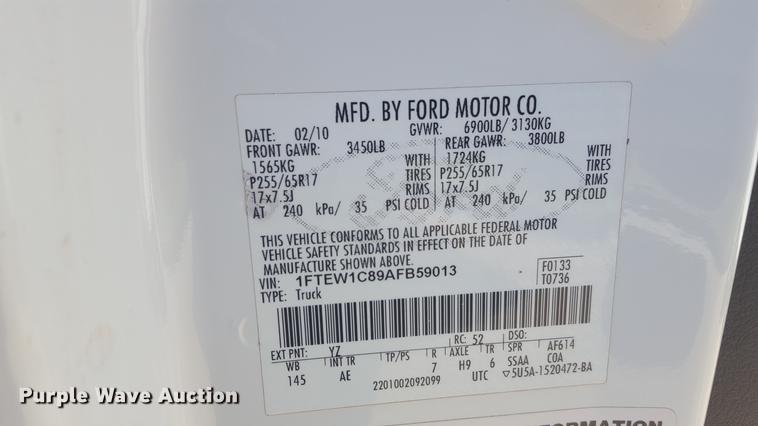 MFD. BY FORD MOTOR CO.
DATE: 02/10 GVWR: 6900LB/ 3130KG
FRONT GAWR: 3450LB REAR GAWR: 3800LB
1565KG WITH 1724KG WITH
P255/65R17 TIRES P255/65R17 TIRES
17x7.5J RIMS 17x7.5J RIMS
AT 240 kPa/ 35 PSI COLD AT 240 kPa/ 35 PSI COLD
THIS VEHICLE CONFORMS TO ALL APPLICABLE FEDERAL MOTOR
VEHICLE SAFETY STANDARDS IN EFFECT ON THE DATE OF
MANUFACTURE SHOWN ABOVE.
VIN: 1FTEW1C89AFB59013 F0133
TYPE: Truck T0736
EXT PNT: YZ RC: 52 DSO:
WB INT TR TP/PS R AXLE TR SPR AF614
145 AE 7 H9 6 SSAA COA
2201002092099 UTC ▽5U5A-1520472-BA
Purple Wave Auction
INFORMATION